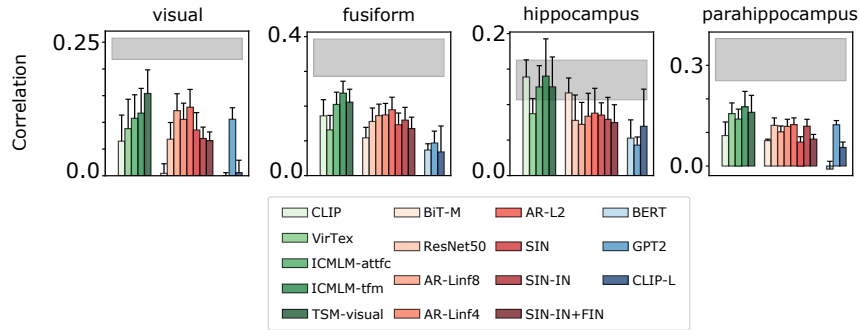 visual fusiform hippocampus parahippocampus
Correlation
0.25
0.0
0.4
0.0
0.2
0.0
0.3
0.0
CLIP BiT-M AR-L2 BERT
VirTex ResNet50 SIN GPT2
ICMLM-attfc AR-Linf8 SIN-IN CLIP-L
ICMLM-tfm
TSM-visual AR-Linf4 SIN-IN+FIN